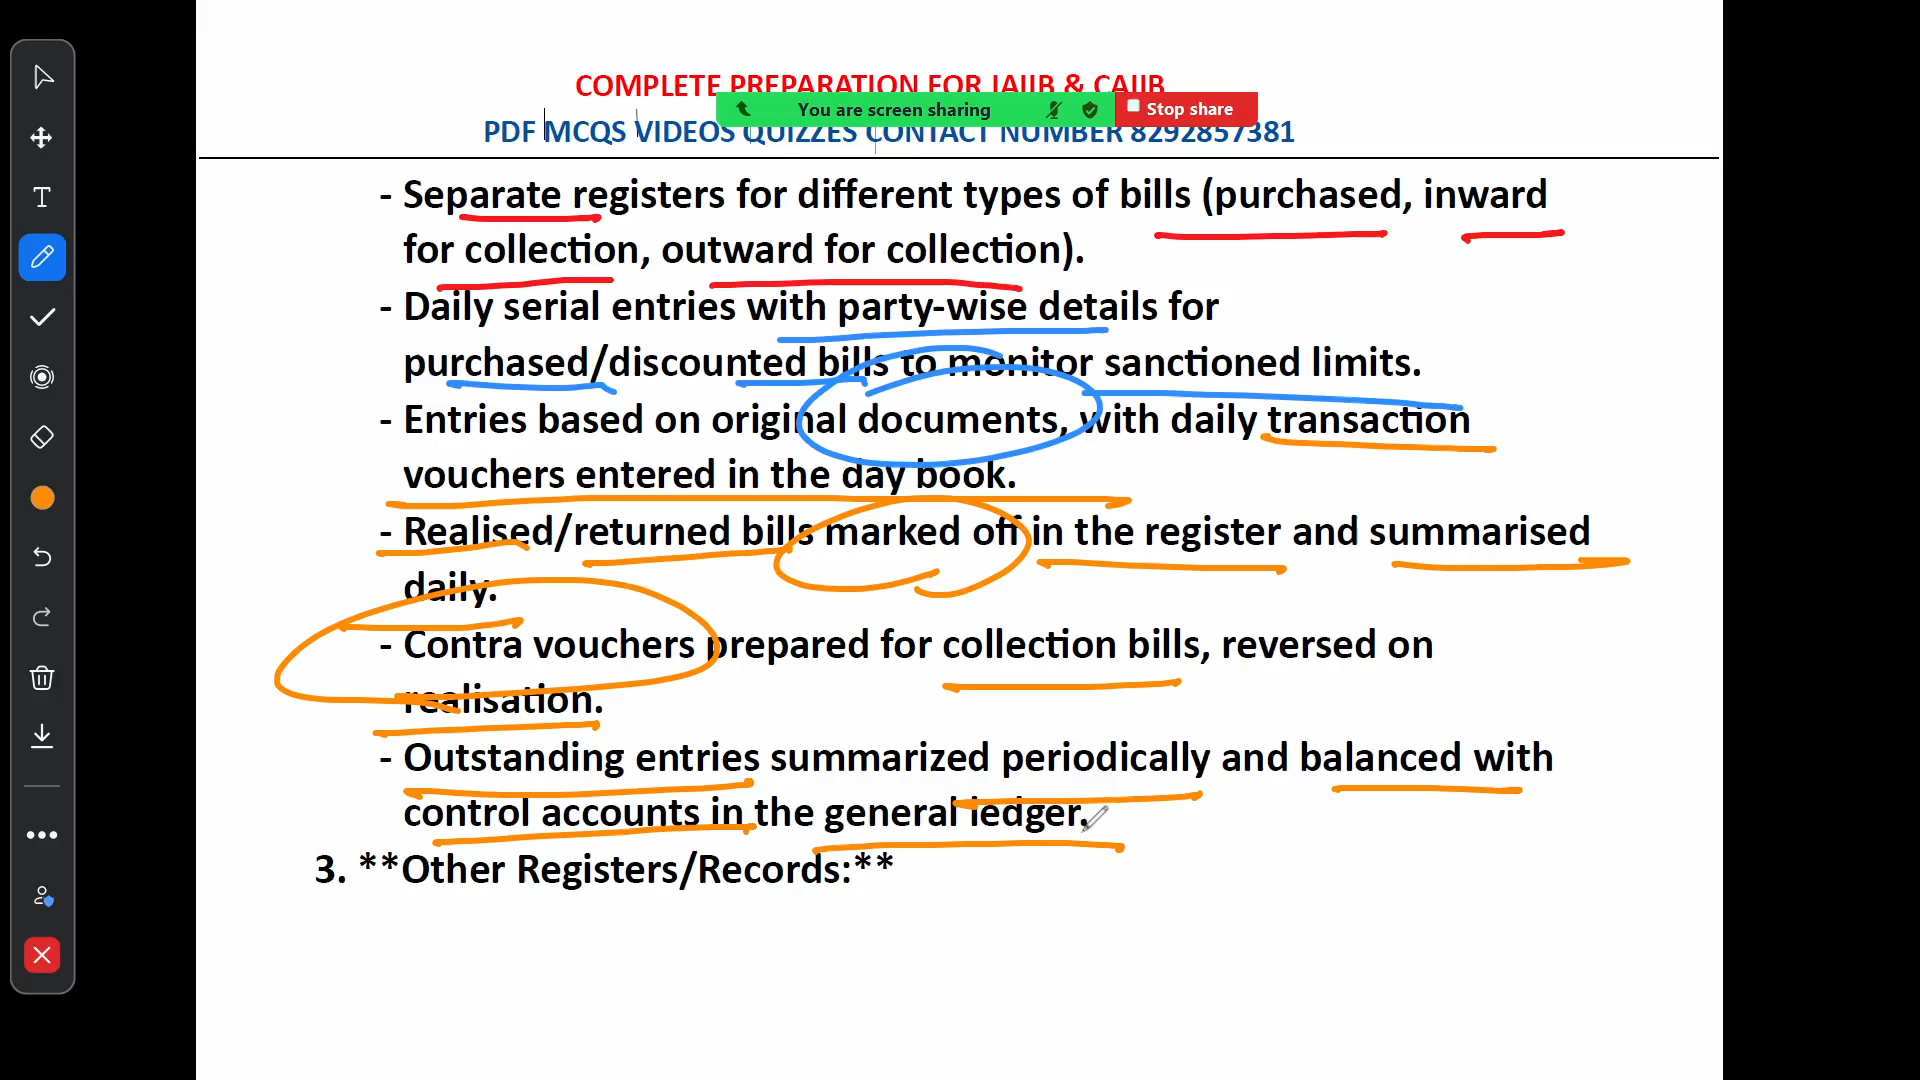 COMPLETE PREPARATION FOR JAIIB & CAIIB
You are screen sharing
Stop share
PDF MCQS VIDEOS QUIZZES CONTACT NUMBER 8292857381
- Separate registers for different types of bills (purchased, inward
for collection, outward for collection).
- Daily serial entries with party-wise details for
purchased/discounted bills to monitor sanctioned limits.
- Entries based on original documents, with daily transaction
vouchers entered in the day book.
- Realised/returned bills marked off in the register and summarised
daily.
- Contra vouchers prepared for collection bills, reversed on
realisation.
- Outstanding entries summarized periodically and balanced with
control accounts in the general ledger.
3. **Other Registers/Records:**
T